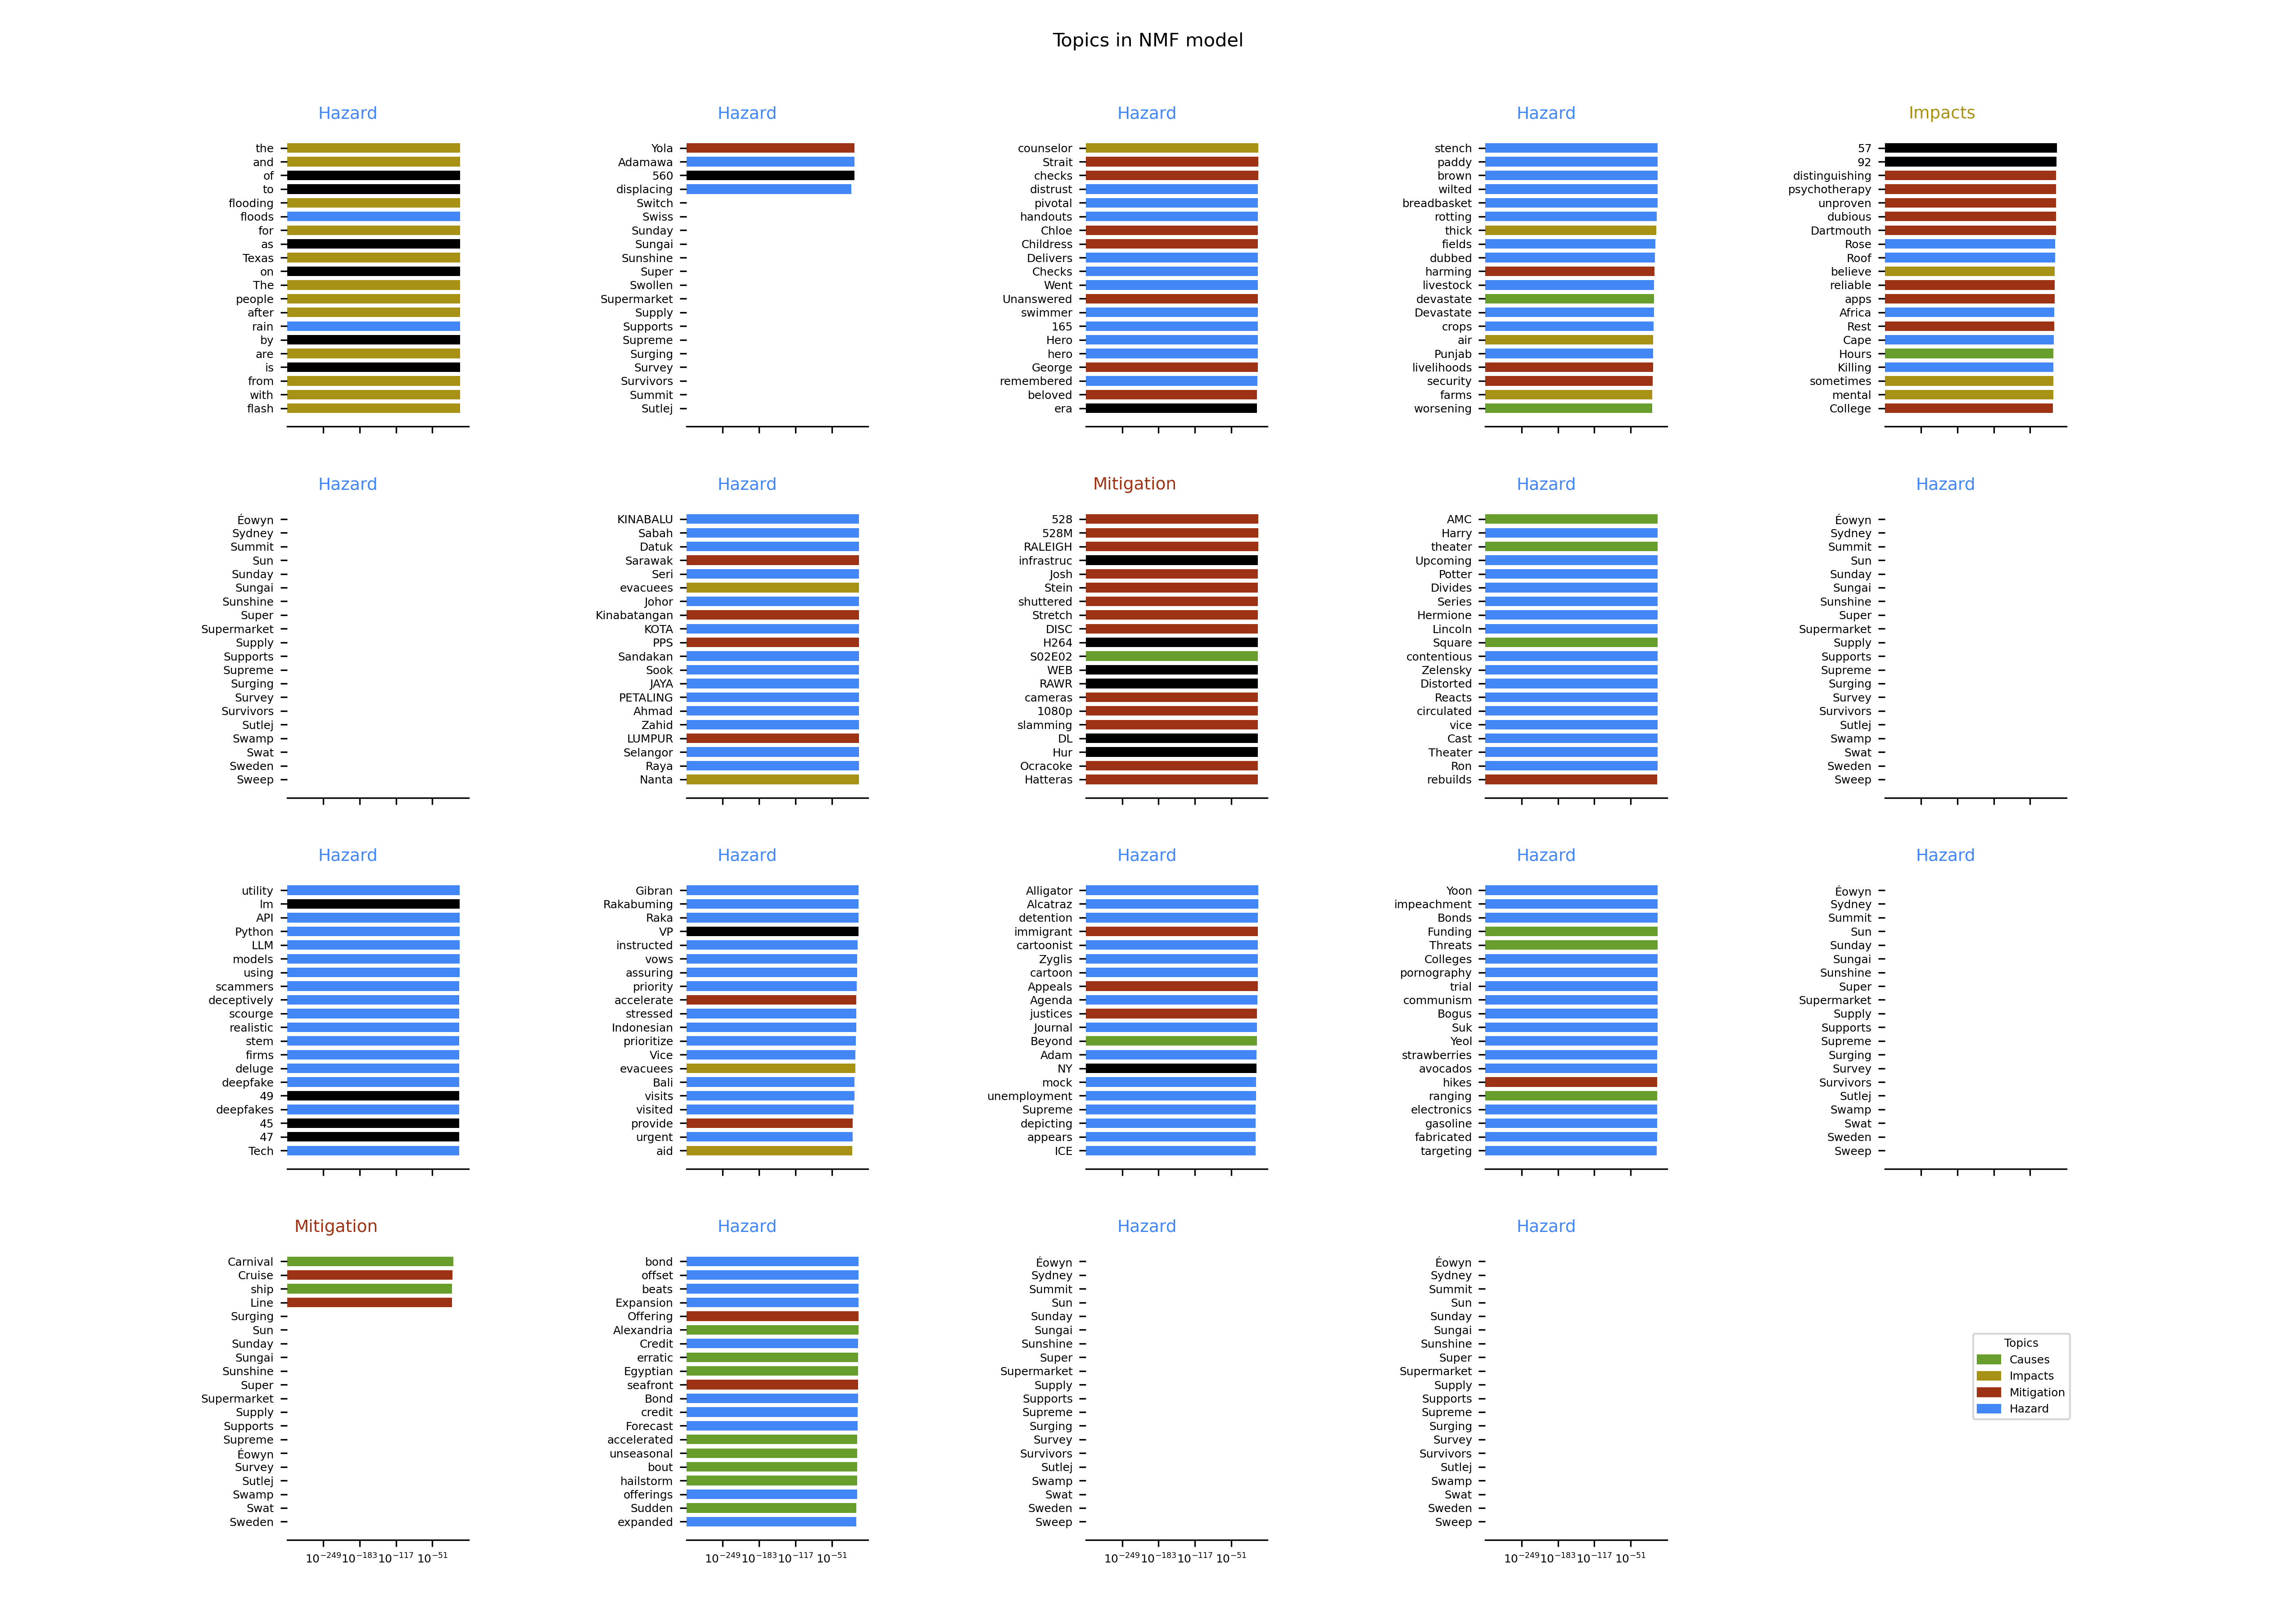 Topics in NMF model
Hazard
the
and
of
to
flooding
floods
for
as
Texas
on
The
people
after
rain
by
are
is
from
with
flash
Hazard
Yola
Adamawa
560
displacing
Switch
Swiss
Sunday
Sungai
Sunshine
Super
Swollen
Supermarket
Supply
Supports
Supreme
Surging
Survey
Survivors
Summit
Sutlej
Hazard
counselor
Strait
checks
distrust
pivotal
handouts
Chloe
Childress
Delivers
Checks
Went
Unanswered
swimmer
165
Hero
hero
George
remembered
beloved
era
Hazard
stench
paddy
brown
wilted
breadbasket
rotting
thick
fields
dubbed
harming
livestock
devastate
Devastate
crops
air
Punjab
livelihoods
security
farms
worsening
Impacts
57
92
distinguishing
psychotherapy
unproven
dubious
Dartmouth
Rose
Roof
believe
reliable
apps
Africa
Rest
Cape
Hours
Killing
sometimes
mental
College
Hazard
Éowyn
Sydney
Summit
Sun
Sunday
Sungai
Sunshine
Super
Supermarket
Supply
Supports
Supreme
Surging
Survey
Survivors
Sutlej
Swamp
Swat
Sweden
Sweep
Hazard
KINABALU
Sabah
Datuk
Sarawak
Seri
evacuees
Johor
Kinabatangan
KOTA
PPS
Sandakan
Sook
JAYA
PETALING
Ahmad
Zahid
LUMPUR
Selangor
Raya
Nanta
Mitigation
528
528M
RALEIGH
infrastruc
Josh
Stein
shuttered
Stretch
DISC
H264
S02E02
WEB
RAWR
cameras
1080p
slamming
DL
Hur
Ocracoke
Hatteras
Hazard
AMC
Harry
theater
Upcoming
Potter
Divides
Series
Hermione
Lincoln
Square
contentious
Zelensky
Distorted
Reacts
circulated
vice
Cast
Theater
Ron
rebuilds
Hazard
Éowyn
Sydney
Summit
Sun
Sunday
Sungai
Sunshine
Super
Supermarket
Supply
Supports
Supreme
Surging
Survey
Survivors
Sutlej
Swamp
Swat
Sweden
Sweep
Hazard
utility
lm
API
Python
LLM
models
using
scammers
deceptively
scourge
realistic
stem
firms
deluge
deepfake
49
deepfakes
45
47
Tech
Hazard
Gibran
Rakabuming
Raka
VP
instructed
vows
assuring
priority
accelerate
stressed
Indonesian
prioritize
Vice
evacuees
Bali
visits
visited
provide
urgent
aid
Hazard
Alligator
Alcatraz
detention
immigrant
cartoonist
Zyglis
cartoon
Appeals
Agenda
justices
Journal
Beyond
Adam
NY
mock
unemployment
Supreme
depicting
appears
ICE
Hazard
Yoon
impeachment
Bonds
Funding
Threats
Colleges
pornography
trial
communism
Bogus
Suk
Yeol
strawberries
avocados
hikes
ranging
electronics
gasoline
fabricated
targeting
Hazard
Éowyn
Sydney
Summit
Sun
Sunday
Sungai
Sunshine
Super
Supermarket
Supply
Supports
Supreme
Surging
Survey
Survivors
Sutlej
Swamp
Swat
Sweden
Sweep
Mitigation
Carnival
Cruise
ship
Line
Surging
Sun
Sunday
Sungai
Sunshine
Super
Supermarket
Supply
Supports
Supreme
Éowyn
Survey
Sutlej
Swamp
Swat
Sweden
10⁻²⁴⁹ 10⁻¹⁸³ 10⁻¹¹⁷ 10⁻⁵¹
Hazard
bond
offset
beats
Expansion
Offering
Alexandria
Credit
erratic
Egyptian
seafront
Bond
credit
Forecast
accelerated
unseasonal
bout
hailstorm
offerings
Sudden
expanded
10⁻²⁴⁹ 10⁻¹⁸³ 10⁻¹¹⁷ 10⁻⁵¹
Hazard
Éowyn
Sydney
Summit
Sun
Sunday
Sungai
Sunshine
Super
Supermarket
Supply
Supports
Supreme
Surging
Survey
Survivors
Sutlej
Swamp
Swat
Sweden
Sweep
10⁻²⁴⁹ 10⁻¹⁸³ 10⁻¹¹⁷ 10⁻⁵¹
Hazard
Éowyn
Sydney
Summit
Sun
Sunday
Sungai
Sunshine
Super
Supermarket
Supply
Supports
Supreme
Surging
Survey
Survivors
Sutlej
Swamp
Swat
Sweden
Sweep
10⁻²⁴⁹ 10⁻¹⁸³ 10⁻¹¹⁷ 10⁻⁵¹
Topics
Causes
Impacts
Mitigation
Hazard